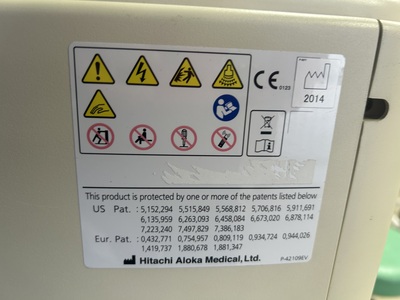 CE 0123
2014
This product is protected by one or more of the patents listed below
US Pat. : 5,152,294 5,515,849 5,568,812 5,706,816 5,911,691
6,135,959 6,263,093 6,458,084 6,673,020 6,878,114
7,223,240 7,497,829 7,386,183
Eur. Pat. : 0,432,771 0,754,957 0,809,119 0,934,724 0,944,026
1,419,737 1,880,678 1,881,347
Hitachi Aloka Medical, Ltd.
P-42109EV